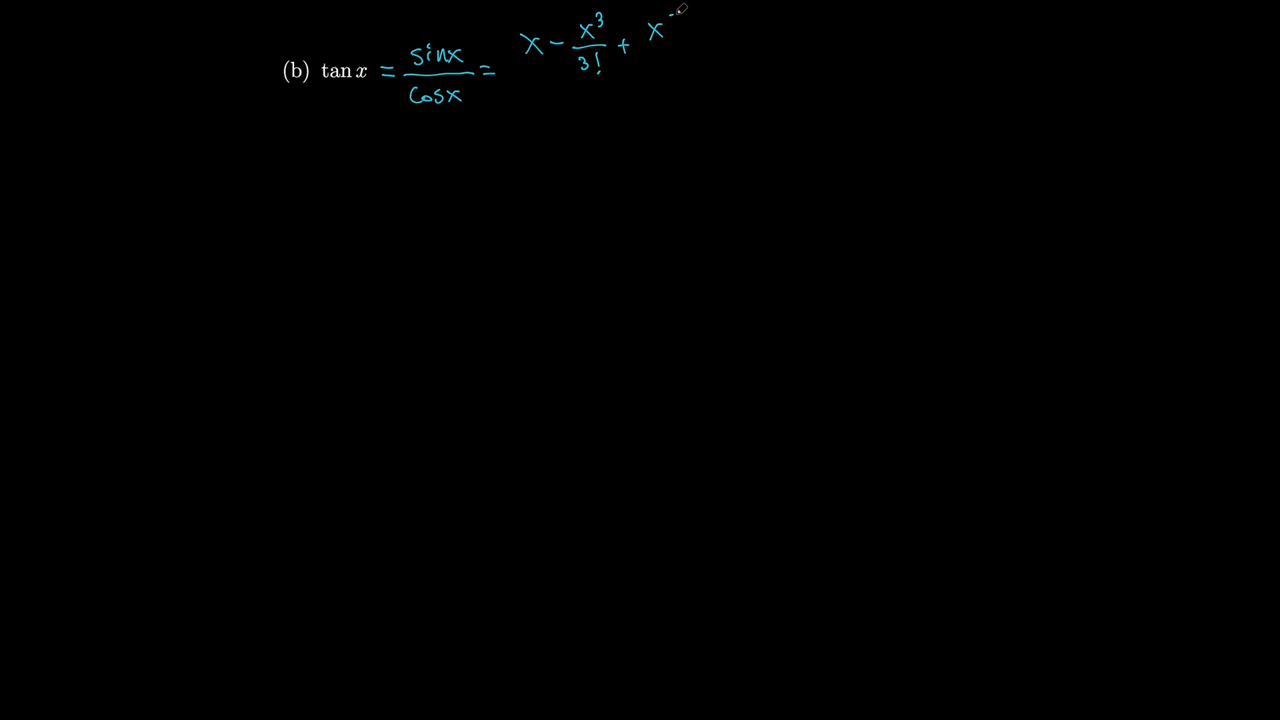 (b) tan x = sinx / cosx = x - x³/3! + x